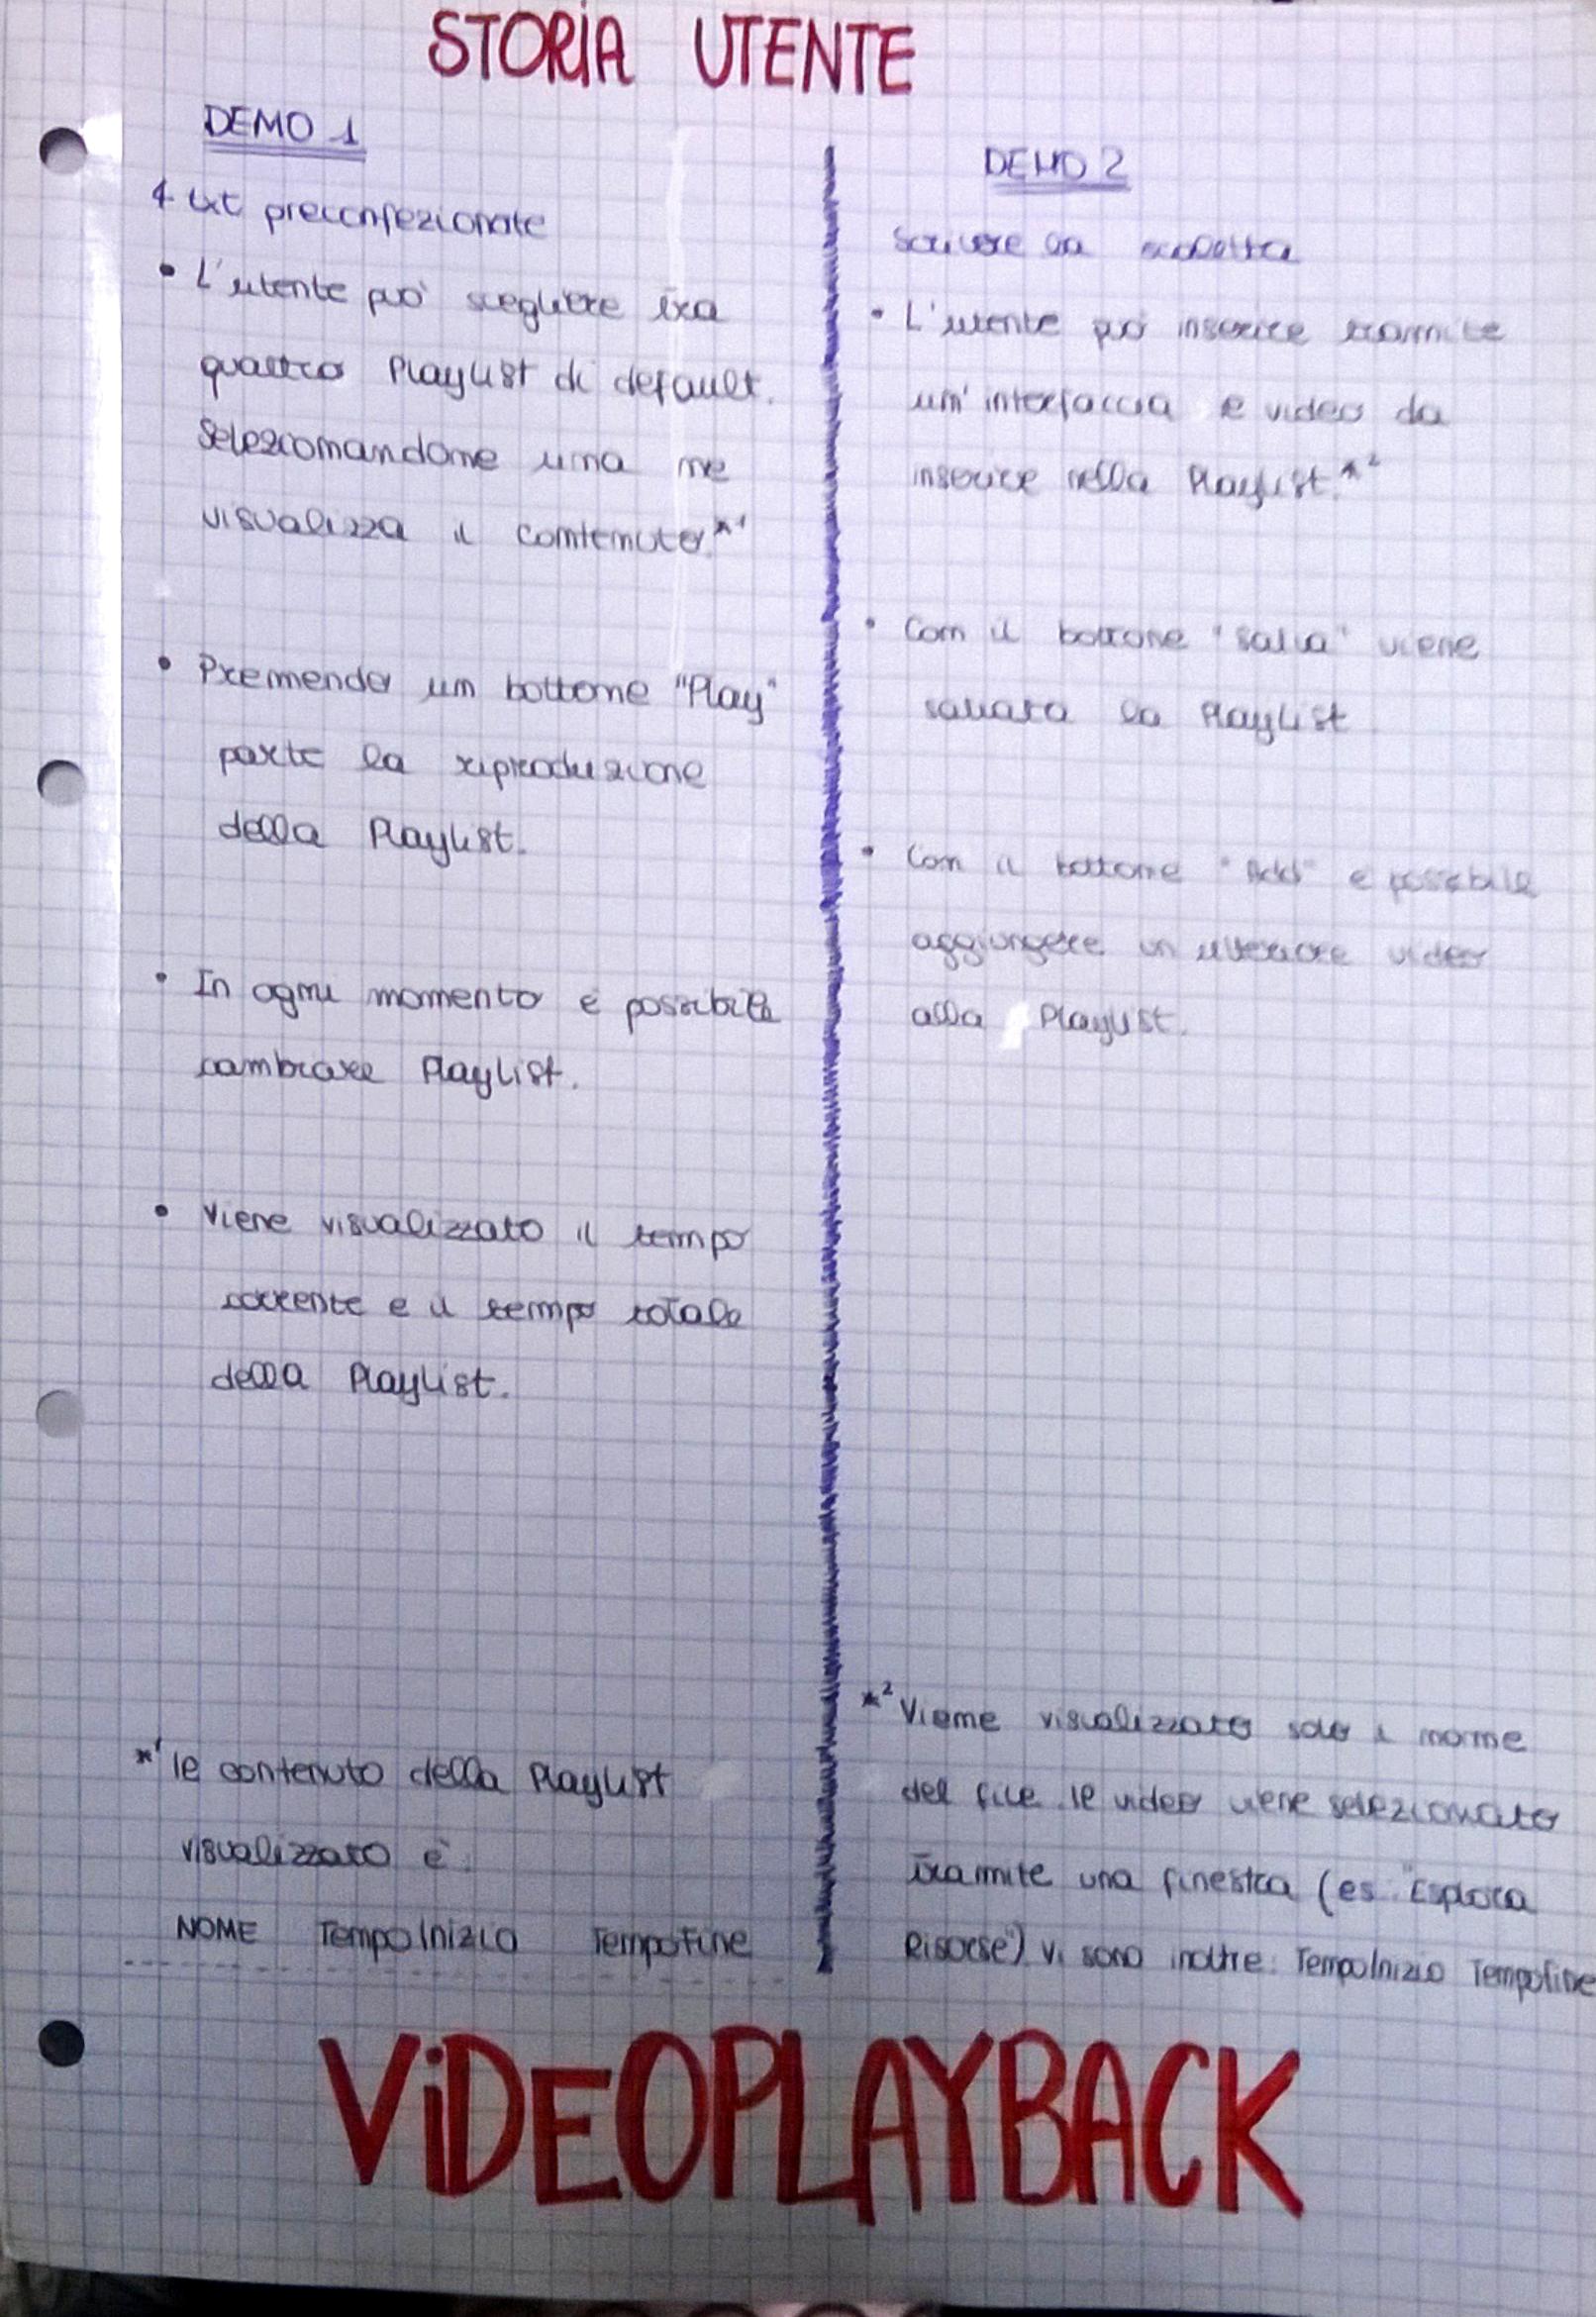 STORIA UTENTE
DEMO 1
4 txt preconfezionate
• L'utente può scegliere tra
quattro Playlist di default.
Selezionandone una ne
visualizza il contenuto.*1
• Premendo un bottone "Play"
parte la riproduzione
della Playlist.
• In ogni momento è possibile
cambiare Playlist.
• Viene visualizzato il tempo
corrente e il tempo totale
della Playlist.
*1 Il contenuto della Playlist
visualizzato è:
NOME TempoInizio TempoFine
DEMO 2
Scrivere la scaletta
• L'utente può inserire tramite
un'interfaccia il video da
inserire nella Playlist.*2
• Con il bottone "Salva" viene
salvata la Playlist
• Con il bottone "Add" è possibile
aggiungere un ulteriore video
alla Playlist.
*2 Viene visualizzato solo il nome
del file. Il video viene selezionato
tramite una finestra (es. "Esplora
Risorse"). Vi sono inoltre: TempoInizio TempoFine
VIDEOPLAYBACK